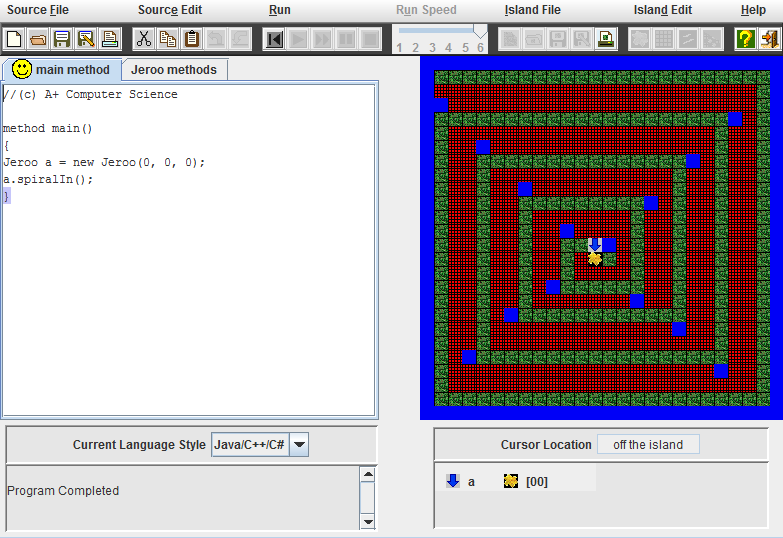 Source File Source Edit Run Run Speed Island File Island Edit Help
1 2 3 4 5 6
main method Jeroo methods
//(c) A+ Computer Science
method main()
{
Jeroo a = new Jeroo(0, 0, 0);
a.spiralIn();
}
Current Language Style Java/C++/C#
Cursor Location off the island
Program Completed
a [00]